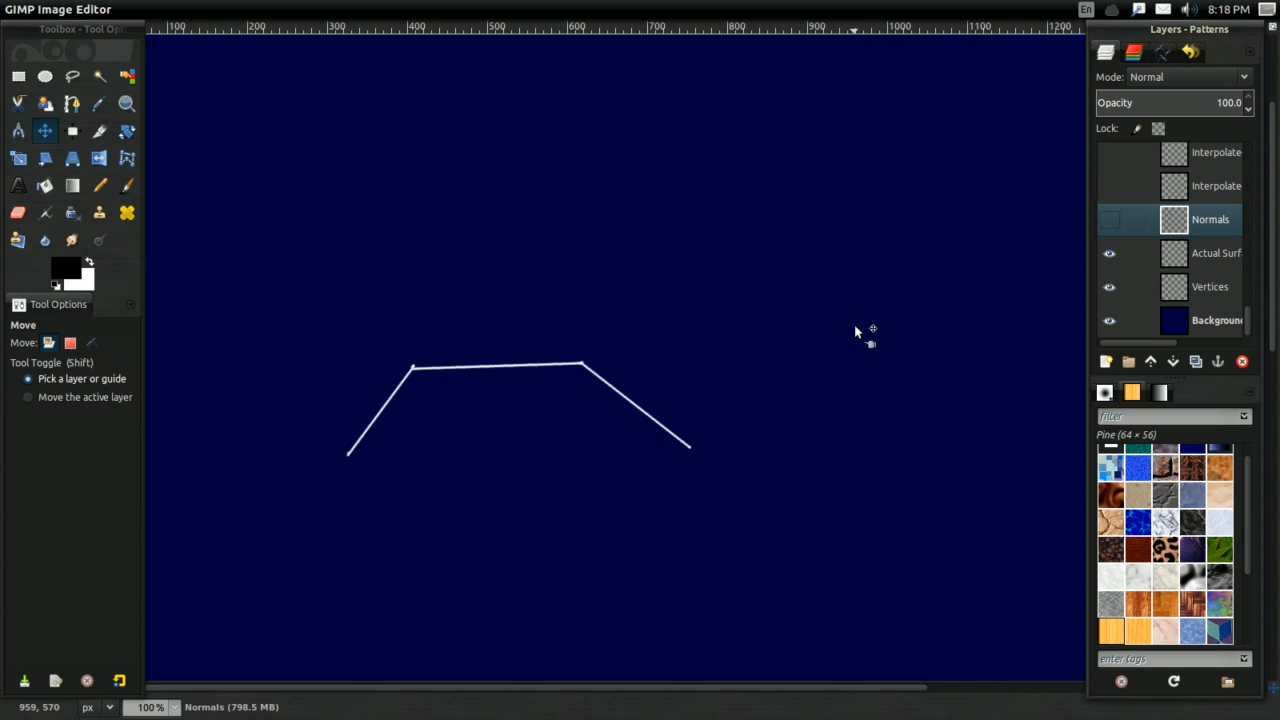 GIMP Image Editor
En
8:18 PM
Toolbox - Tool Opti
100 200 300 400 500 600 700 800 900 1000 1100 1200
Layers - Patterns
Mode: Normal
Opacity 100.0
Lock:
Interpolate
Interpolate
Normals
Actual Surf
Vertices
Background
Tool Options
Move
Move:
Tool Toggle (Shift)
Pick a layer or guide
Move the active layer
filter
Pine (64 × 56)
enter tags
959, 570 px 100% Normals (798.5 MB)